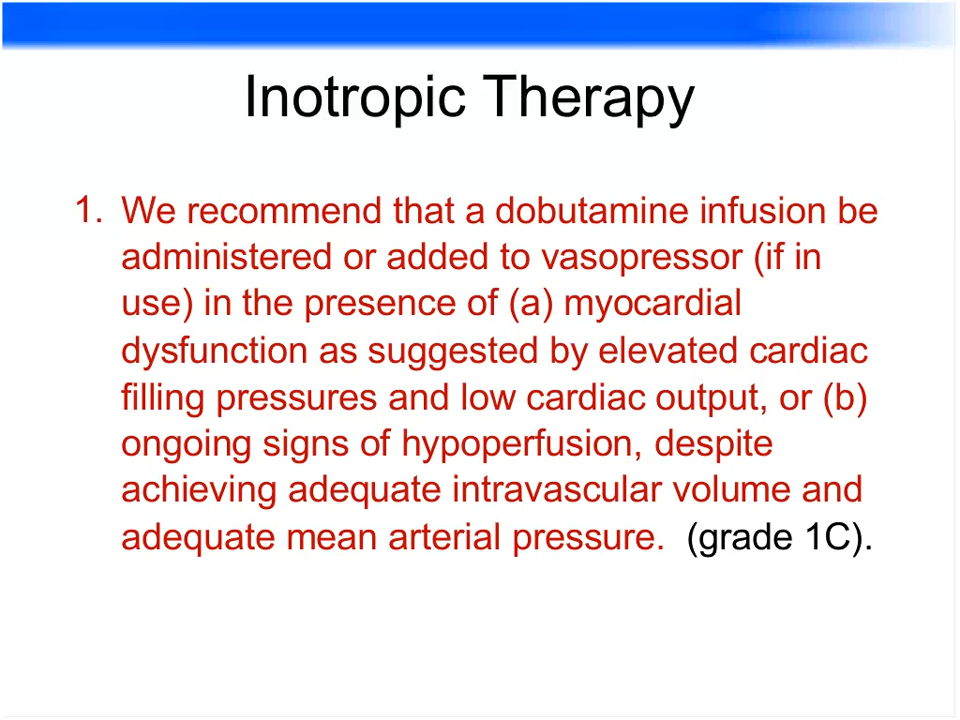 Inotropic Therapy
1. We recommend that a dobutamine infusion be
administered or added to vasopressor (if in
use) in the presence of (a) myocardial
dysfunction as suggested by elevated cardiac
filling pressures and low cardiac output, or (b)
ongoing signs of hypoperfusion, despite
achieving adequate intravascular volume and
adequate mean arterial pressure. (grade 1C).